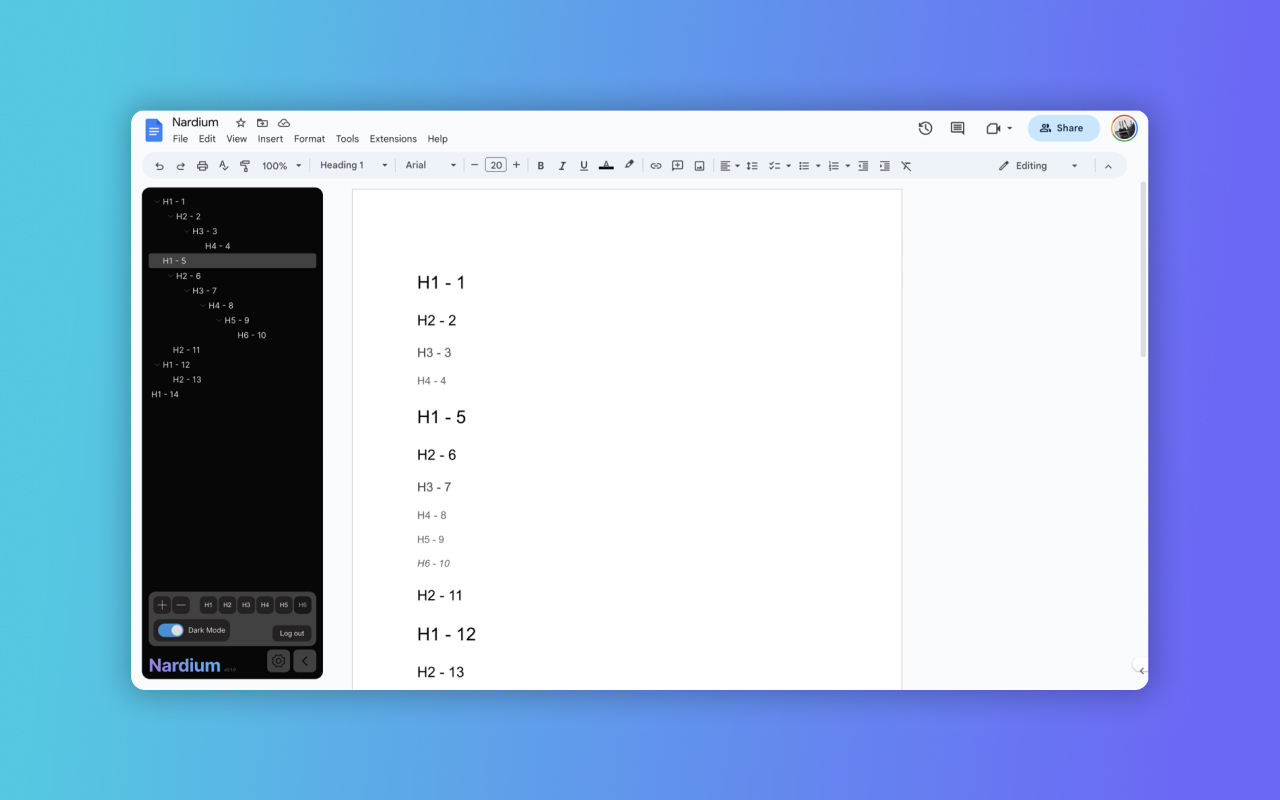 Nardium
File Edit View Insert Format Tools Extensions Help
Share
100% Heading 1 Arial 20 B I U A Editing
H1 - 1
H2 - 2
H3 - 3
H4 - 4
H1 - 5
H2 - 6
H3 - 7
H4 - 8
H5 - 9
H6 - 10
H2 - 11
H1 - 12
H2 - 13
H1 - 14
H1 H2 H3 H4 H5 H6
Dark Mode
Log out
Nardium
H1 - 1
H2 - 2
H3 - 3
H4 - 4
H1 - 5
H2 - 6
H3 - 7
H4 - 8
H5 - 9
H6 - 10
H2 - 11
H1 - 12
H2 - 13